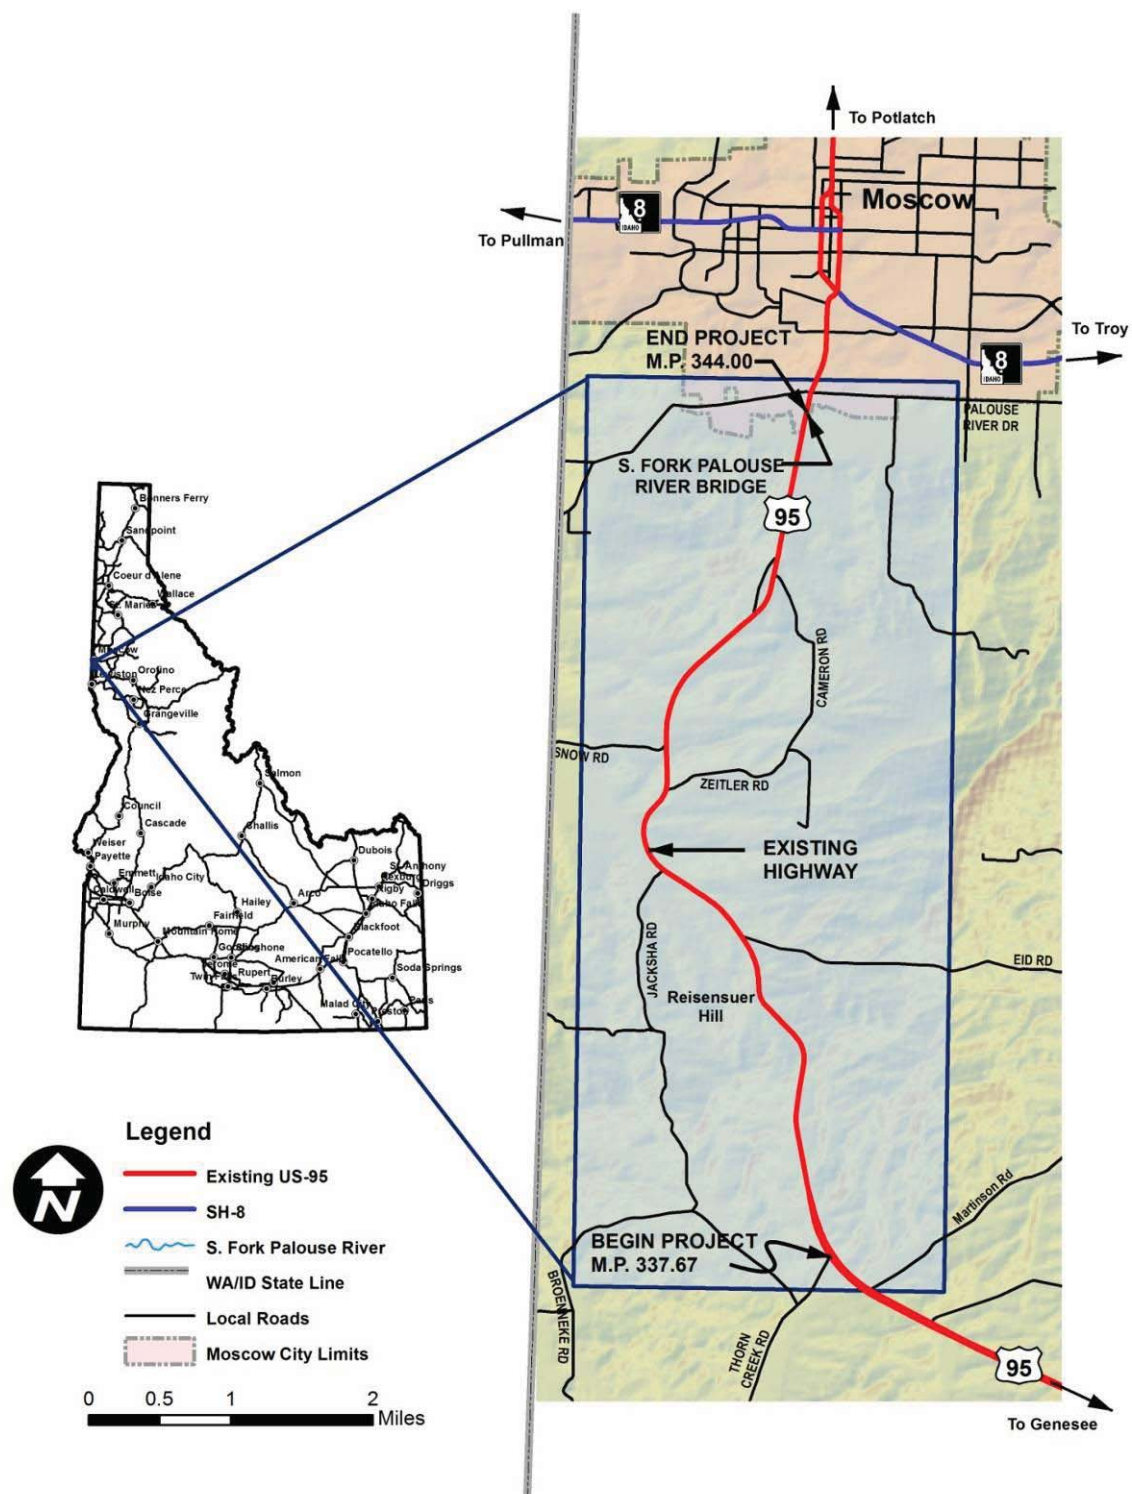 To Potlatch
Moscow
8
IDAHO
To Pullman
END PROJECT
M.P. 344.00
To Troy
8
IDAHO
PALOUSE
RIVER DR
S. FORK PALOUSE
RIVER BRIDGE
95
CAMERON RD
SNOW RD
ZEITLER RD
EXISTING
HIGHWAY
JACKSHA RD
EID RD
Reisensuer
Hill
Martinson Rd
BEGIN PROJECT
M.P. 337.67
BROENNEKE RD
THORN
CREEK RD
95
To Genesee
Bonners Ferry
Sandpoint
Coeur d'Alene
Wallace
St. Maries
Moscow
Lewiston
Orofino
Nez Perce
Grangeville
Salmon
Council
Challis
Cascade
Weiser
Payette
Dubois
St. Anthony
Emmett
Idaho City
Rexburg
Rigby
Driggs
Caldwell
Boise
Arco
Idaho Falls
Hailey
Fairfield
Blackfoot
Murphy
Mountain Home
Gooding
Shoshone
Pocatello
Jerome
American Falls
Soda Springs
Twin Falls
Rupert
Burley
Malad City
Preston
Paris
Legend
N
Existing US-95
SH-8
S. Fork Palouse River
WA/ID State Line
Local Roads
Moscow City Limits
0 0.5 1 2
Miles